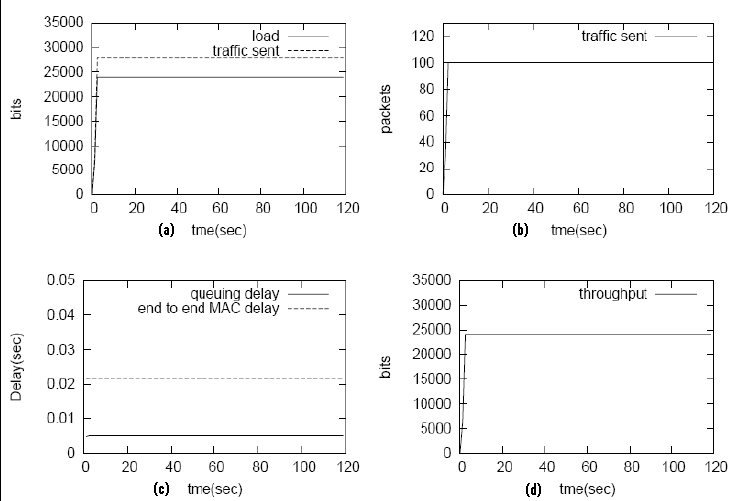 35000
30000
25000
20000
15000
10000
5000
0
bits
load
traffic sent
0 20 40 60 80 100 120
(a) tme(sec)
120
100
80
60
40
20
0
packets
traffic sent
0 20 40 60 80 100 120
(b) tme(sec)
0.05
0.04
0.03
0.02
0.01
0
Delay(sec)
queuing delay
end to end MAC delay
0 20 40 60 80 100 120
(c) tme(sec)
35000
30000
25000
20000
15000
10000
5000
0
bits
throughput
0 20 40 60 80 100 120
(d) tme(sec)